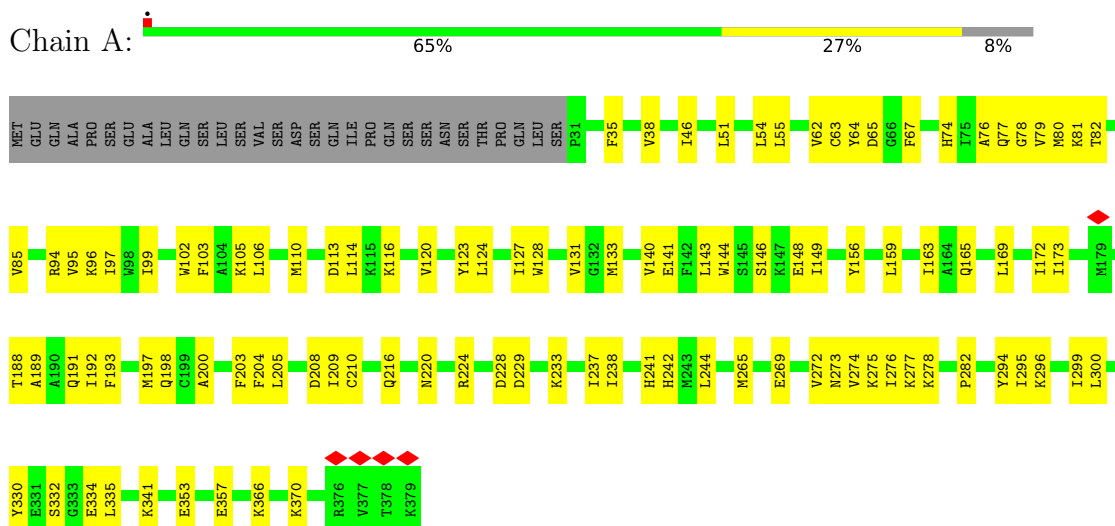 Chain A:
65% 27% 8%
MET GLU GLN ALA PRO SER GLU ALA LEU GLN SER LEU SER VAL SER ASP SER GLN ILE PRO GLN SER SER ASN SER THR PRO GLN LEU SER P31 F35 V38 I46 L51 L54 L55 V62 C63 Y64 D65 G66 F67 H74 I75 A76 Q77 G78 V79 M80 K81 T82
V85 R94 V95 K96 I97 W98 I99 W102 F103 A104 K105 L106 M110 D113 L114 K115 K116 V120 Y123 L124 I127 W128 V131 G132 M133 V140 E141 F142 L143 W144 S145 S146 K147 E148 I149 Y156 L159 I163 A164 Q165 L169 I172 I173 M179
T188 A189 A190 Q191 I192 F193 M197 Q198 C199 A200 F203 F204 L205 D208 I209 C210 Q216 N220 R224 D228 D229 K233 I237 I238 H241 H242 M243 L244 M265 E269 V272 N273 V274 K275 I276 K277 K278 P282 Y294 I295 K296 I299 L300
Y330 E331 S332 G333 E334 L335 K341 E353 E357 K366 K370 R376 V377 T378 K379